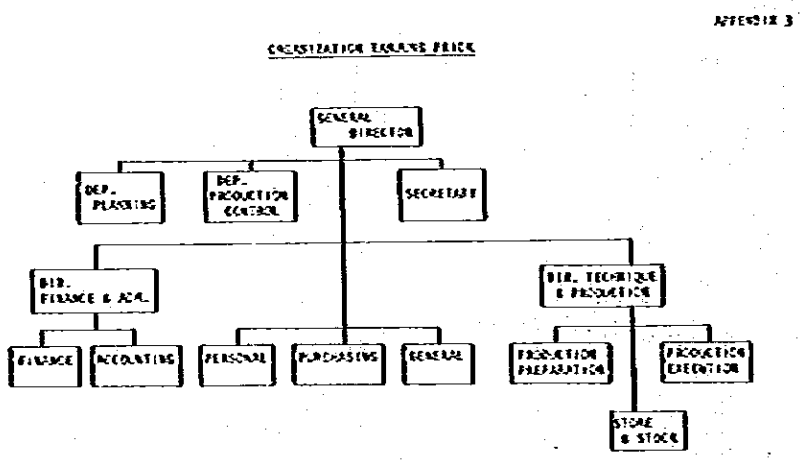 APPENDIX 3
GENERAL
DIRECTOR
DEP.
PLANNING
DEP.
PRODUCTION
CONTROL
SECRETARY
DIR.
FINANCE & ADM.
DIR. TECHNIQUE
& PRODUCTION
FINANCE
ACCOUNTING
PERSONAL
PURCHASING
GENERAL
PRODUCTION
PREPARATION
PRODUCTION
EXECUTION
STORE
& STOCK